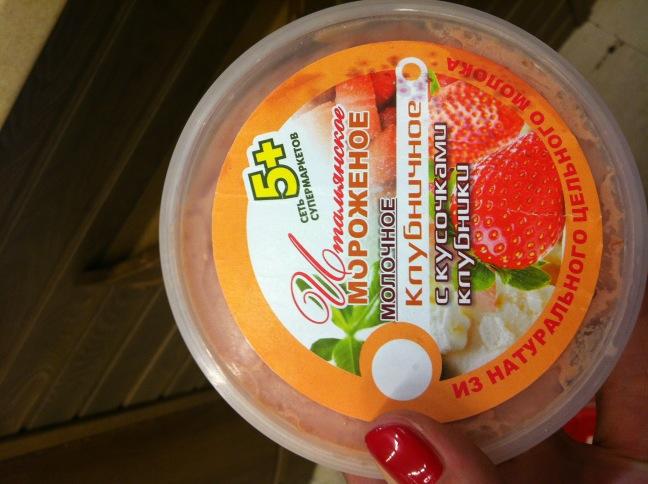 5+
СЕТЬ
СУПЕРМАРКЕТОВ
Итальянское
МОРОЖЕНОЕ
МОЛОЧНОЕ
Клубничное
с кусочками
клубники
ИЗ НАТУРАЛЬНОГО ЦЕЛЬНОГО МОЛОКА